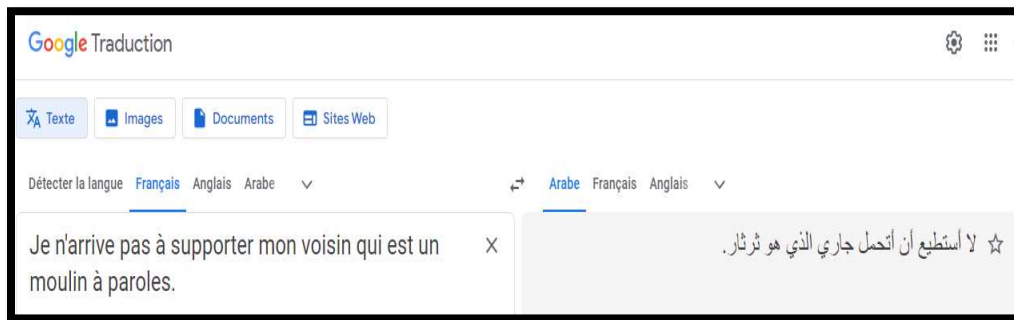 Google Traduction
Texte Images Documents Sites Web
Détecter la langue Français Anglais Arabe
Arabe Français Anglais
Je n'arrive pas à supporter mon voisin qui est un
moulin à paroles.
لا أستطيع أن أتحمل جاري الذي هو ثرثار.